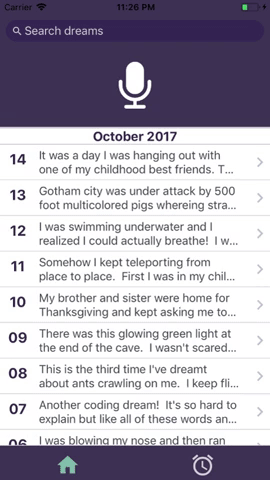 Carrier 11:26 PM
Search dreams
October 2017
14 It was a day I was hanging out with
one of my childhood best friends. T...
13 Gotham city was under attack by 500
foot multicolored pigs whereing stra...
12 I was swimming underwater and I
realized I could actually breathe! I w...
11 Somehow I kept teleporting from
place to place. First I was in my chil...
10 My brother and sister were home for
Thanksgiving and kept asking me to...
09 There was this glowing green light at
the end of the cave. I wasn't scared...
08 This is the third time I've dreamt
about ants crawling on me. I keep fli...
07 Another coding dream! It's so hard to
explain but like all of these words an...
06 I was blowing my nose and then ran